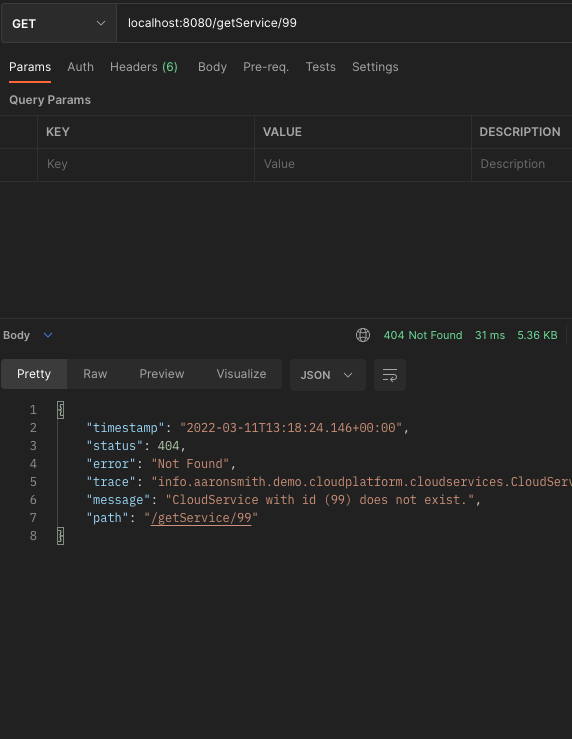 GET localhost:8080/getService/99
Params Auth Headers (6) Body Pre-req. Tests Settings
Query Params
KEY VALUE DESCRIPTION
Key Value Description
Body 404 Not Found 31 ms 5.36 KB
Pretty Raw Preview Visualize JSON
1 {
2 "timestamp": "2022-03-11T13:18:24.146+00:00",
3 "status": 404,
4 "error": "Not Found",
5 "trace": "info.aaronsmith.demo.cloudplatform.cloudservices.CloudServ
6 "message": "CloudService with id (99) does not exist.",
7 "path": "/getService/99"
8 }